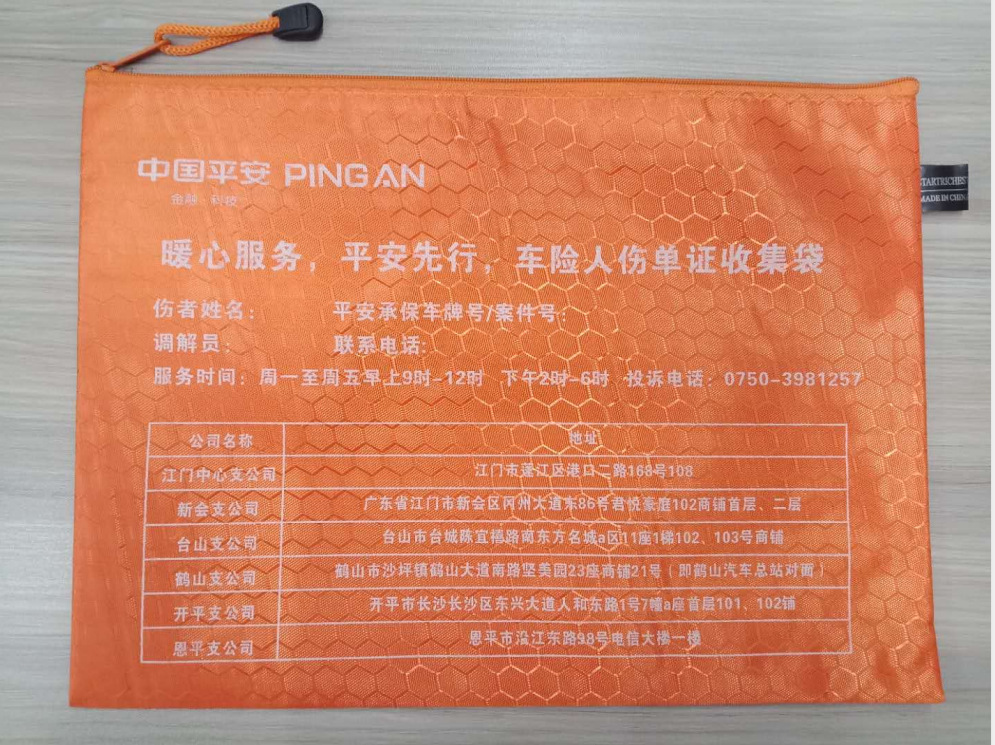 中国平安 PINGAN
金融·科技
STARTRICHEST
MADE IN CHINA
暖心服务，平安先行，车险人伤单证收集袋
伤者姓名： 平安承保车牌号/案件号：
调解员： 联系电话:
服务时间：周一至周五早上9时-12时 下午2时-6时 投诉电话：0750-3981257
公司名称 地址
江门中心支公司 江门市蓬江区港口二路168号108
新会支公司 广东省江门市新会区冈州大道东86号君悦豪庭102商铺首层、二层
台山支公司 台山市台城陈宜禧路南东方名城a区11座1梯102、103号商铺
鹤山支公司 鹤山市沙坪镇鹤山大道南路坚美园23座商铺21号（即鹤山汽车总站对面）
开平支公司 开平市长沙长沙区东兴大道人和东路1号7幢a座首层101、102铺
恩平支公司 恩平市沿江东路98号电信大楼一楼